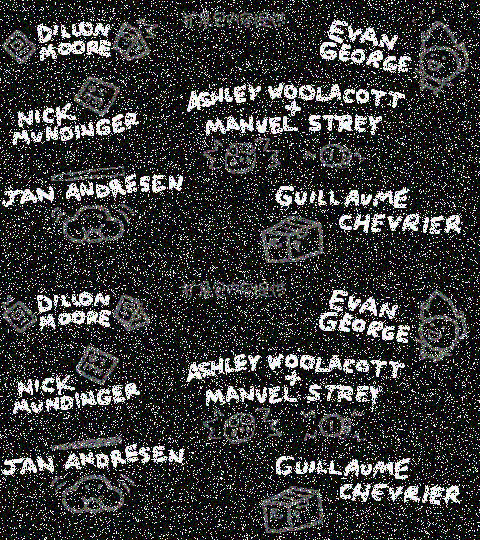 DILLON
MOORE
EVAN
GEORGE
NICK
MUNDINGER
ASHLEY WOOLACOTT
+
MANUEL STREY
JAN ANDRESEN
GUILLAUME
CHEVRIER
DILLON
MOORE
EVAN
GEORGE
NICK
MUNDINGER
ASHLEY WOOLACOTT
+
MANUEL STREY
JAN ANDRESEN
GUILLAUME
CHEVRIER